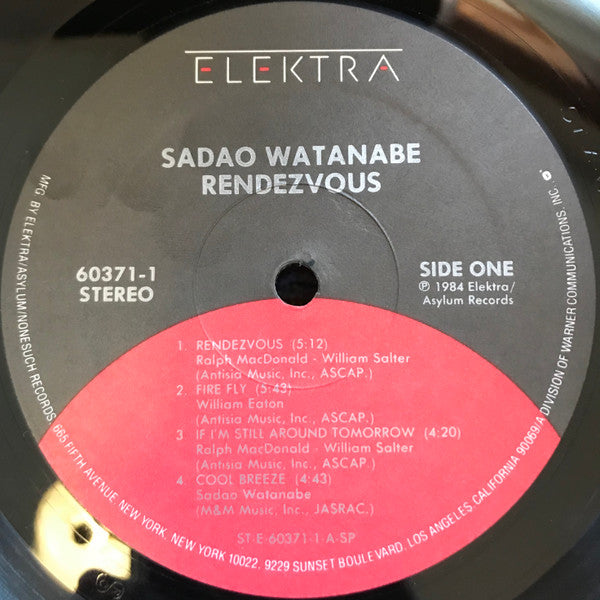 ELEKTRA
SADAO WATANABE
RENDEZVOUS
60371-1
STEREO
SIDE ONE
℗ 1984 Elektra/
Asylum Records
1. RENDEZVOUS (5:12)
Ralph MacDonald - William Salter
(Antisia Music, Inc., ASCAP.)
2. FIRE FLY (5:43)
William Eaton
(Antisia Music, Inc., ASCAP.)
3. IF I'M STILL AROUND TOMORROW (4:20)
Ralph MacDonald - William Salter
(Antisia Music, Inc., ASCAP.)
4. COOL BREEZE (4:43)
Sadao Watanabe
(M&M Music, Inc., JASRAC.)
ST-E-60371-1-A-SP
MFG. BY ELEKTRA/ASYLUM/NONESUCH RECORDS, 665 FIFTH AVENUE, NEW YORK, NEW YORK 10022, 9229 SUNSET BOULEVARD, LOS ANGELES, CALIFORNIA 90069/A DIVISION OF WARNER COMMUNICATIONS, INC.